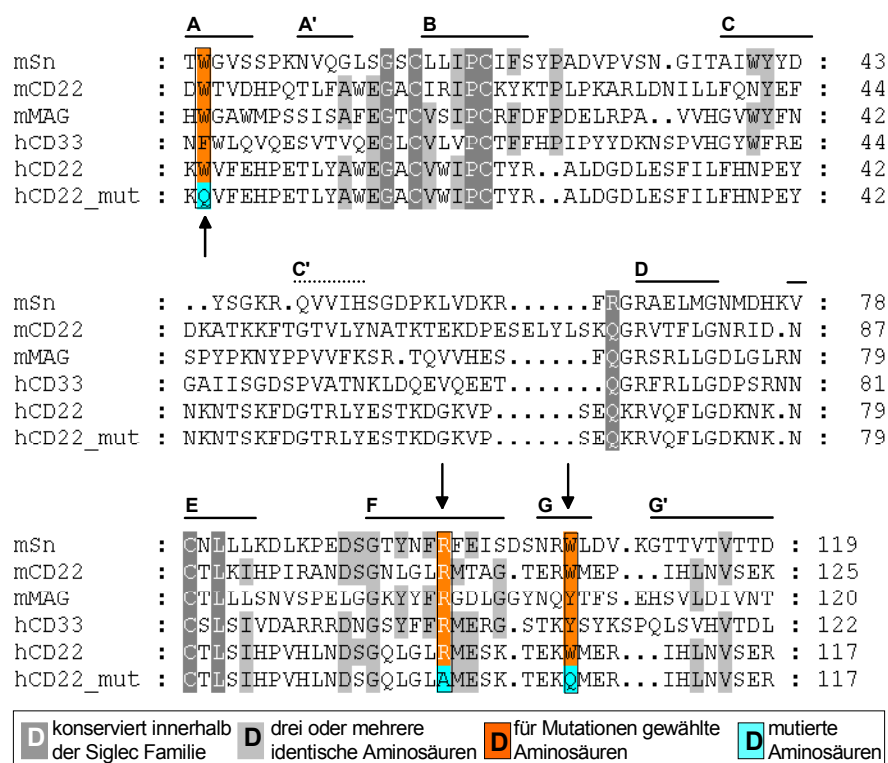 A A' B C
mSn : TWGVSSPKNVQGLSGSCLLIPCIFSYPADVPVSN.GITAIWYYD : 43
mCD22 : DWTVDHPQTLFAWEGACIRIPCKYKTPLPKARLDNILLFQNYEF : 44
mMAG : HWGAWMPSSISAFEGTCVSIPCRFDFPDELRPA..VVHGVWYFN : 42
hCD33 : NFWLQVQESVTVQEGLCVLVPCTFFHPIPYYDKNSPVHGYWFRE : 44
hCD22 : KWVFEHPETLYAWEGACVWIPCTYR..ALDGDLESFILFHNPEY : 42
hCD22_mut : KQVFEHPETLYAWEGACVWIPCTYR..ALDGDLESFILFHNPEY : 42
C' D
mSn : ..YSGKR.QVVIHSGDPKLVDKR......FRGRAELMGNMDHKV : 78
mCD22 : DKATKKFTGTVLYNATKTEKDPESELYLSKQGRVTFLGNRID.N : 87
mMAG : SPYPKNYPPVVFKSR.TQVVHES......FQGRSRLLGDLGLRN : 79
hCD33 : GAIISGDSPVATNKLDQEVQEET.......QGRFRLLGDPSRNN : 81
hCD22 : NKNTSKFDGTRLYESTKDGKVP......SEQKRVQFLGDKNK.N : 79
hCD22_mut : NKNTSKFDGTRLYESTKDGKVP......SEQKRVQFLGDKNK.N : 79
E F G G'
mSn : CNLLLKDLKPEDSGTYNFRFEISDSNRWLDV.KGTTVTVTTD : 119
mCD22 : CTLKIHPIRANDSGNLGLRMTAG.TERWMEP...IHLNVSEK : 125
mMAG : CTLLLSNVSPELGGKYYFRGDLGGYNQYTFS.EHSVLDIVNT : 120
hCD33 : CSLSIVDARRRDNGSYFFRMERG.STKYSYKSPQLSVHVTDL : 122
hCD22 : CTLSIHPVHLNDSGQLGLRMESK.TEKWMER...IHLNVSER : 117
hCD22_mut : CTLSIHPVHLNDSGQLGLAMESK.TEKQMER...IHLNVSER : 117
D konserviert innerhalb der Siglec Familie
D drei oder mehrere identische Aminosäuren
D für Mutationen gewählte Aminosäuren
D mutierte Aminosäuren